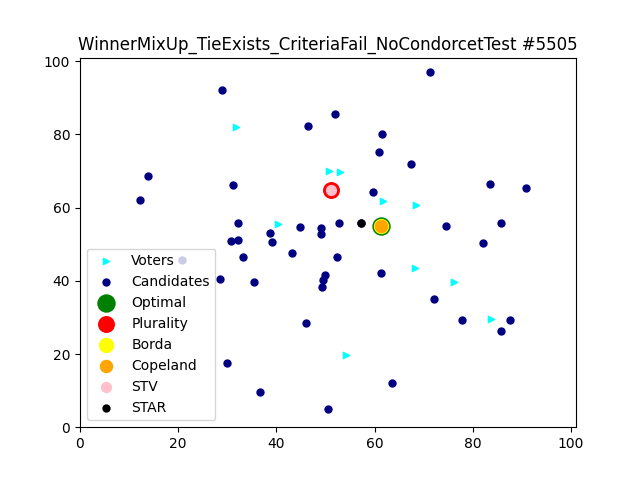 WinnerMixUp_TieExists_CriteriaFail_NoCondorcetTest #5505
100
80
60
40
20
0
Voters
Candidates
Optimal
Plurality
Borda
Copeland
STV
STAR
0 20 40 60 80 100